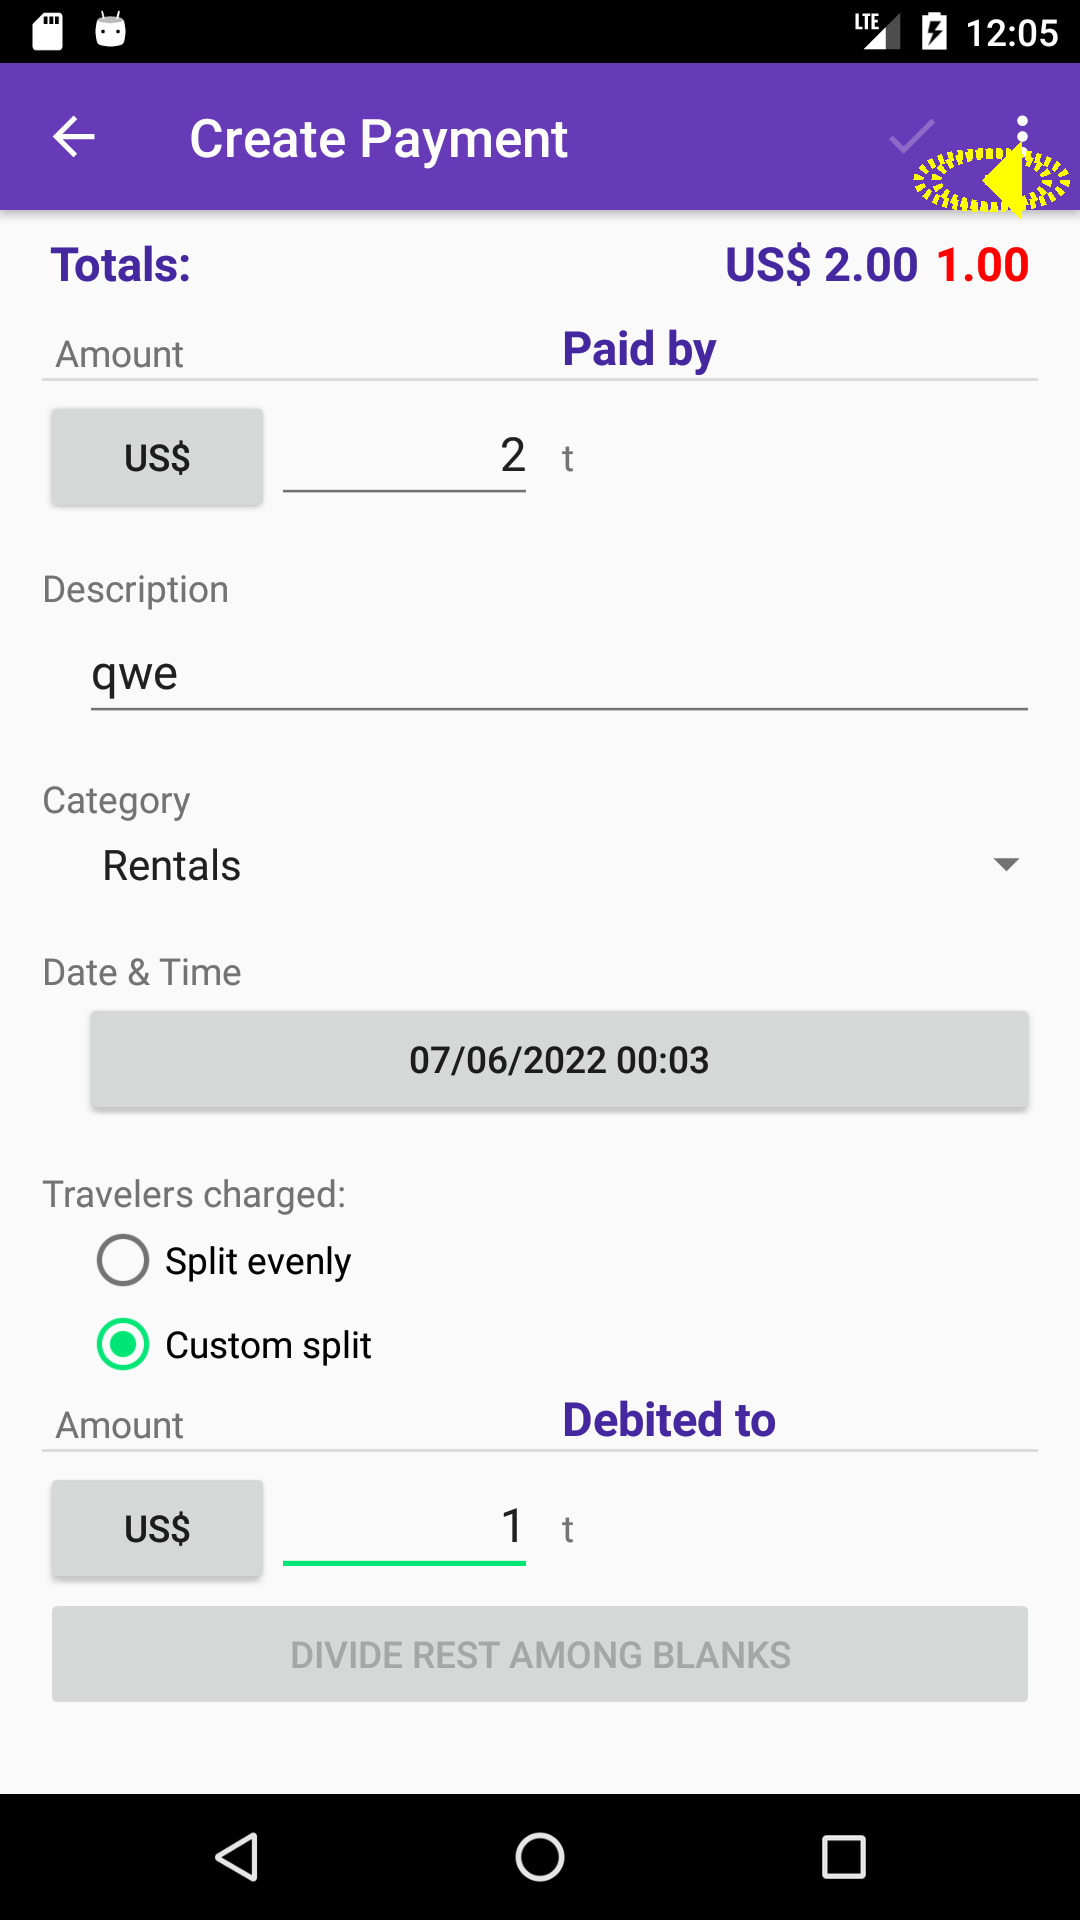 LTE 12:05
Create Payment
Totals: US$ 2.00 1.00
Amount Paid by
US$ 2 t
Description
qwe
Category
Rentals
Date & Time
07/06/2022 00:03
Travelers charged:
Split evenly
Custom split
Amount Debited to
US$ 1 t
DIVIDE REST AMONG BLANKS